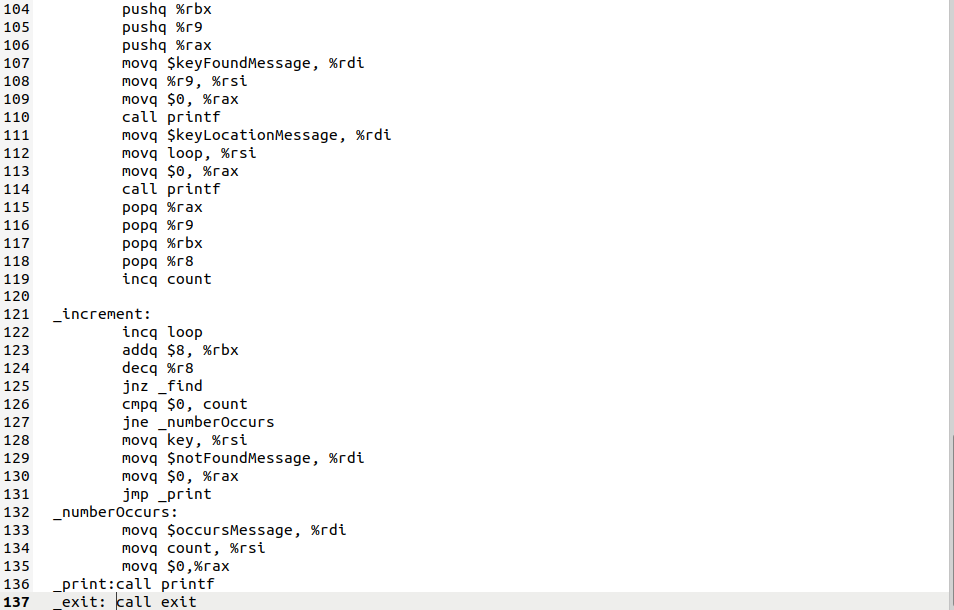 104 pushq %rbx
105 pushq %r9
106 pushq %rax
107 movq $keyFoundMessage, %rdi
108 movq %r9, %rsi
109 movq $0, %rax
110 call printf
111 movq $keyLocationMessage, %rdi
112 movq loop, %rsi
113 movq $0, %rax
114 call printf
115 popq %rax
116 popq %r9
117 popq %rbx
118 popq %r8
119 incq count
120
121 _increment:
122 incq loop
123 addq $8, %rbx
124 decq %r8
125 jnz _find
126 cmpq $0, count
127 jne _numberOccurs
128 movq key, %rsi
129 movq $notFoundMessage, %rdi
130 movq $0, %rax
131 jmp _print
132 _numberOccurs:
133 movq $occursMessage, %rdi
134 movq count, %rsi
135 movq $0,%rax
136 _print:call printf
137 _exit: call exit